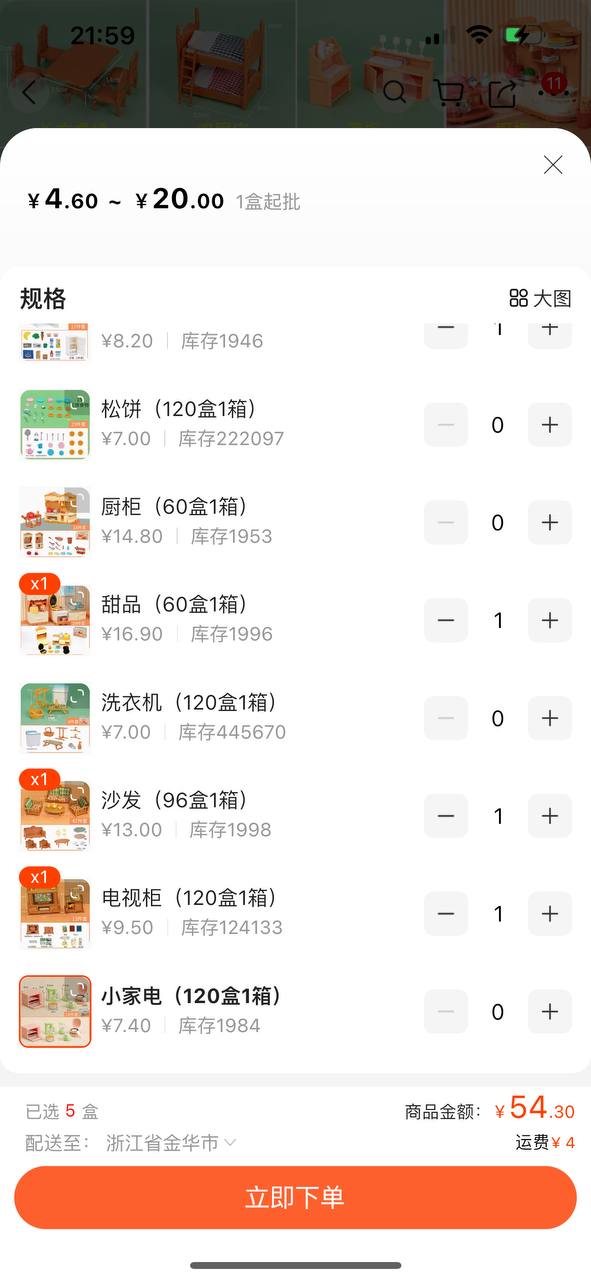 21:59
11
¥4.60 ~ ¥20.00 1盒起批
规格
大图
¥8.20 库存1946
1
松饼（120盒1箱）
¥7.00 库存222097
0
厨柜（60盒1箱）
¥14.80 库存1953
0
x1
甜品（60盒1箱）
¥16.90 库存1996
1
洗衣机（120盒1箱）
¥7.00 库存445670
0
x1
沙发（96盒1箱）
¥13.00 库存1998
1
x1
电视柜（120盒1箱）
¥9.50 库存124133
1
小家电（120盒1箱）
¥7.40 库存1984
0
已选 5 盒
商品金额：¥54.30
配送至： 浙江省金华市
运费¥4
立即下单